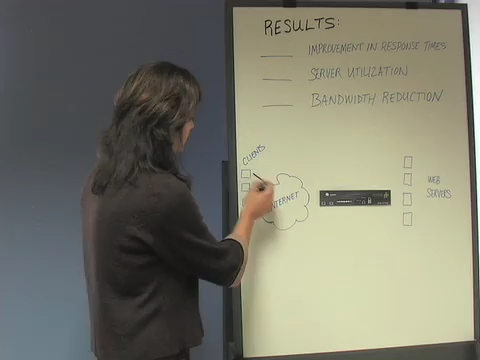 RESULTS:
IMPROVEMENT IN RESPONSE TIMES
SERVER UTILIZATION
BANDWIDTH REDUCTION
CLIENTS
INTERNET
WEB
SERVERS